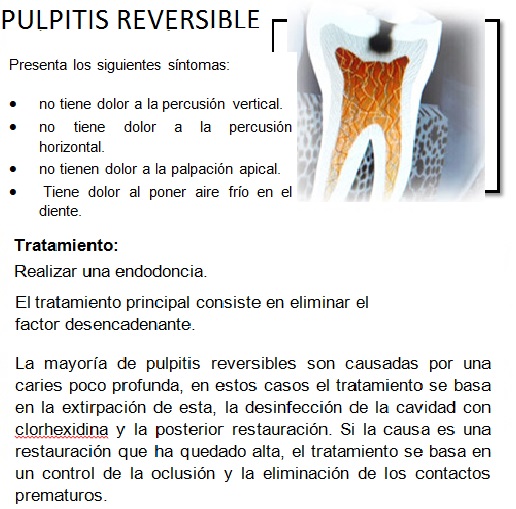 PULPITIS REVERSIBLE
Presenta los siguientes síntomas:
• no tiene dolor a la percusión vertical.
• no tiene dolor a la percusión
horizontal.
• no tienen dolor a la palpación apical.
• Tiene dolor al poner aire frío en el
diente.
Tratamiento:
Realizar una endodoncia.
El tratamiento principal consiste en eliminar el
factor desencadenante.
La mayoría de pulpitis reversibles son causadas por una
caries poco profunda, en estos casos el tratamiento se basa
en la extirpación de esta, la desinfección de la cavidad con
clorhexidina y la posterior restauración. Si la causa es una
restauración que ha quedado alta, el tratamiento se basa en
un control de la oclusión y la eliminación de los contactos
prematuros.